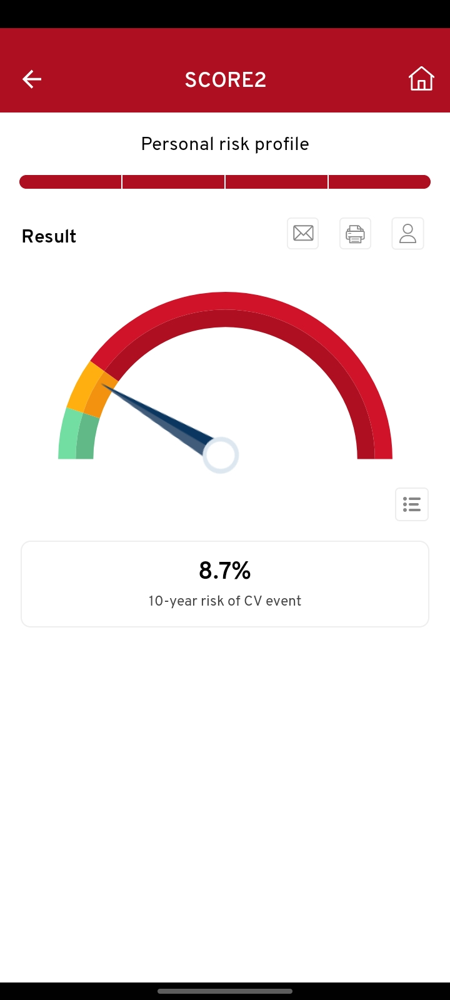 SCORE2
Personal risk profile
Result
8.7%
10-year risk of CV event